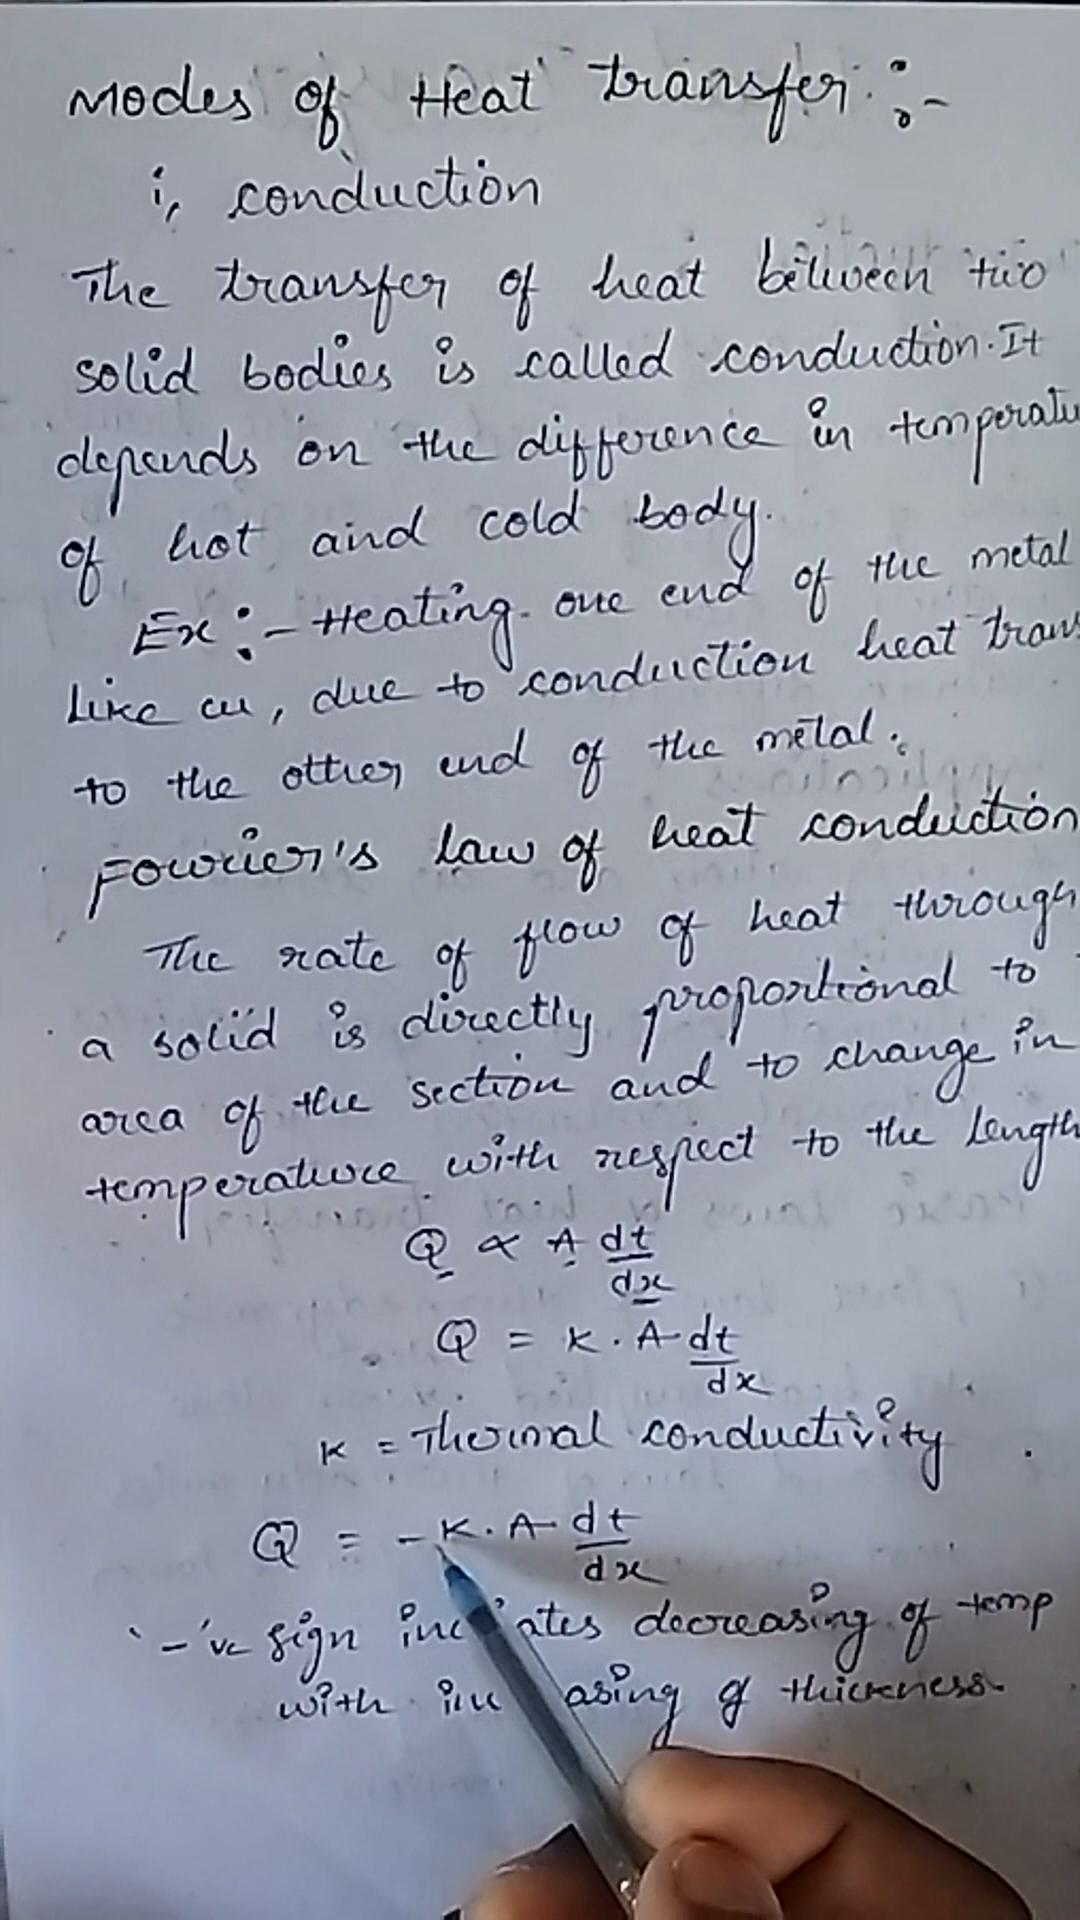 Modes of Heat transfer :-
i, conduction
The transfer of heat between two
solid bodies is called conduction. It
depends on the difference in temperatu
of hot and cold body.
Ex :- Heating one end of the metal
Like cu, due to conduction heat trans
to the other end of the metal.
Fourier's law of heat conduction
The rate of flow of heat through
a solid is directly proportional to
area of the section and to change in
temperature with respect to the length
Q ∝ A dt/dx
Q = K . A dt/dx
K = Thermal conductivity
Q = - K . A dt/dx
'-'ve sign in ates decreasing of temp
with inc asing of thickness.